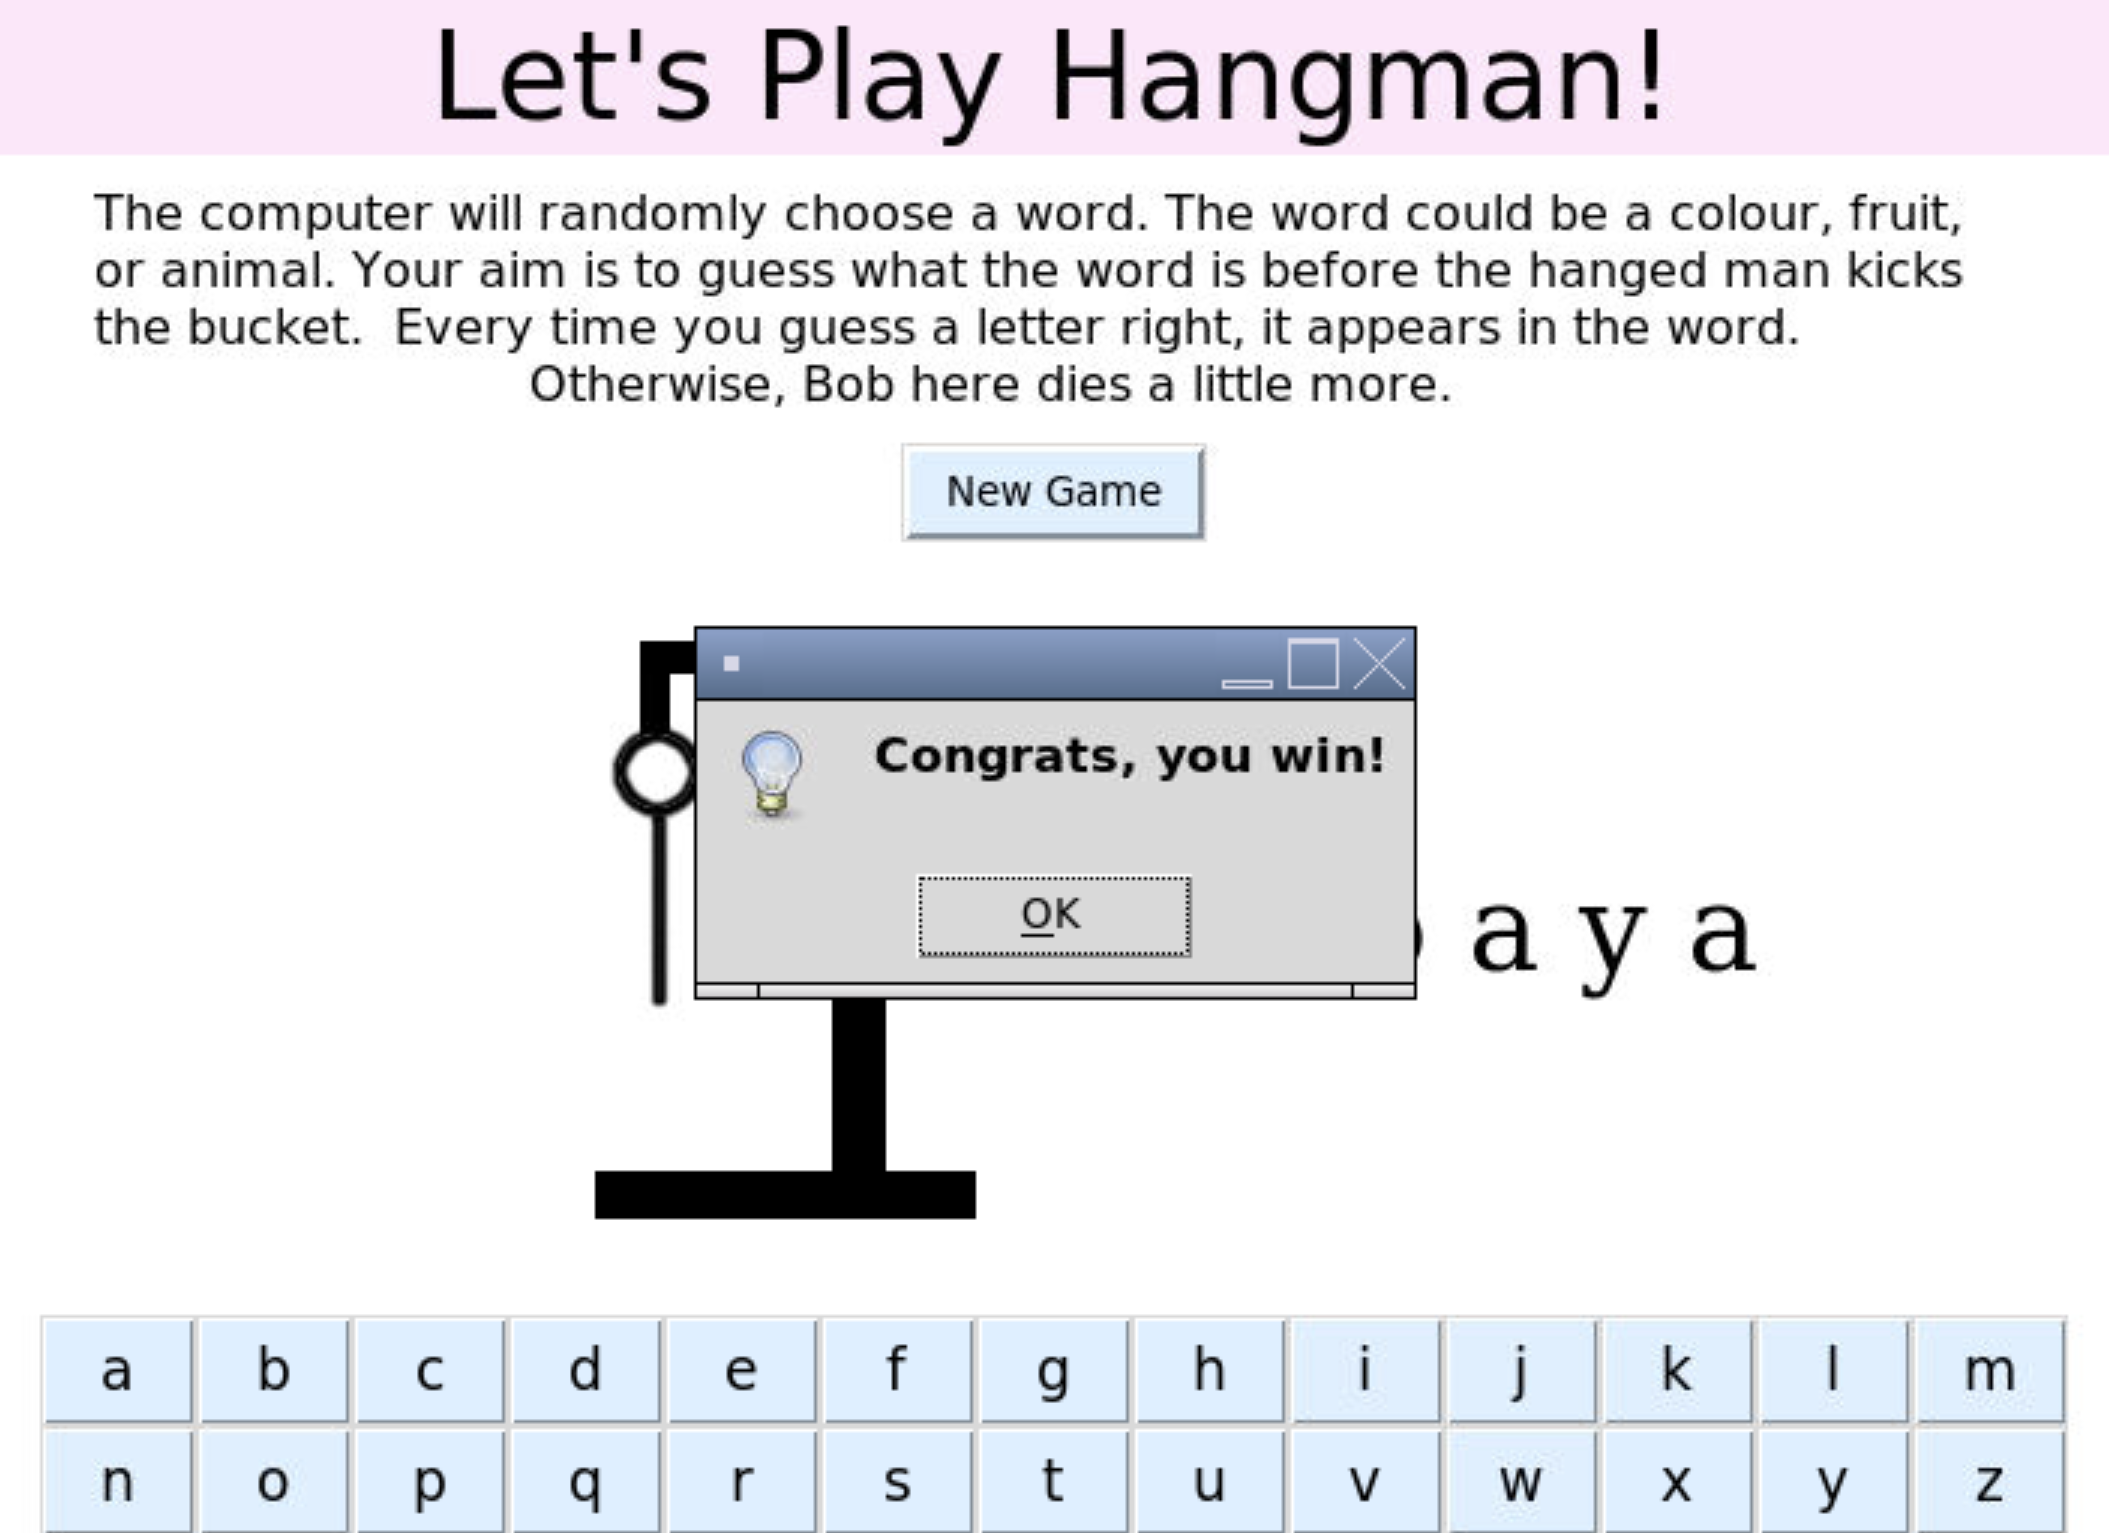 Let's Play Hangman!
The computer will randomly choose a word. The word could be a colour, fruit,
or animal. Your aim is to guess what the word is before the hanged man kicks
the bucket.  Every time you guess a letter right, it appears in the word.
Otherwise, Bob here dies a little more.
New Game
Congrats, you win!
OK
a y a
a b c d e f g h i j k l m
n o p q r s t u v w x y z